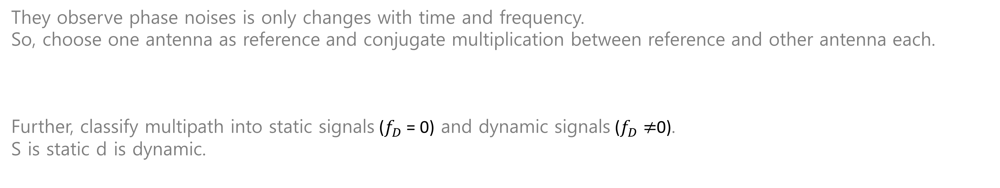 They observe phase noises is only changes with time and frequency.
So, choose one antenna as reference and conjugate multiplication between reference and other antenna each.
Further, classify multipath into static signals (f_D = 0) and dynamic signals (f_D ≠0).
S is static d is dynamic.